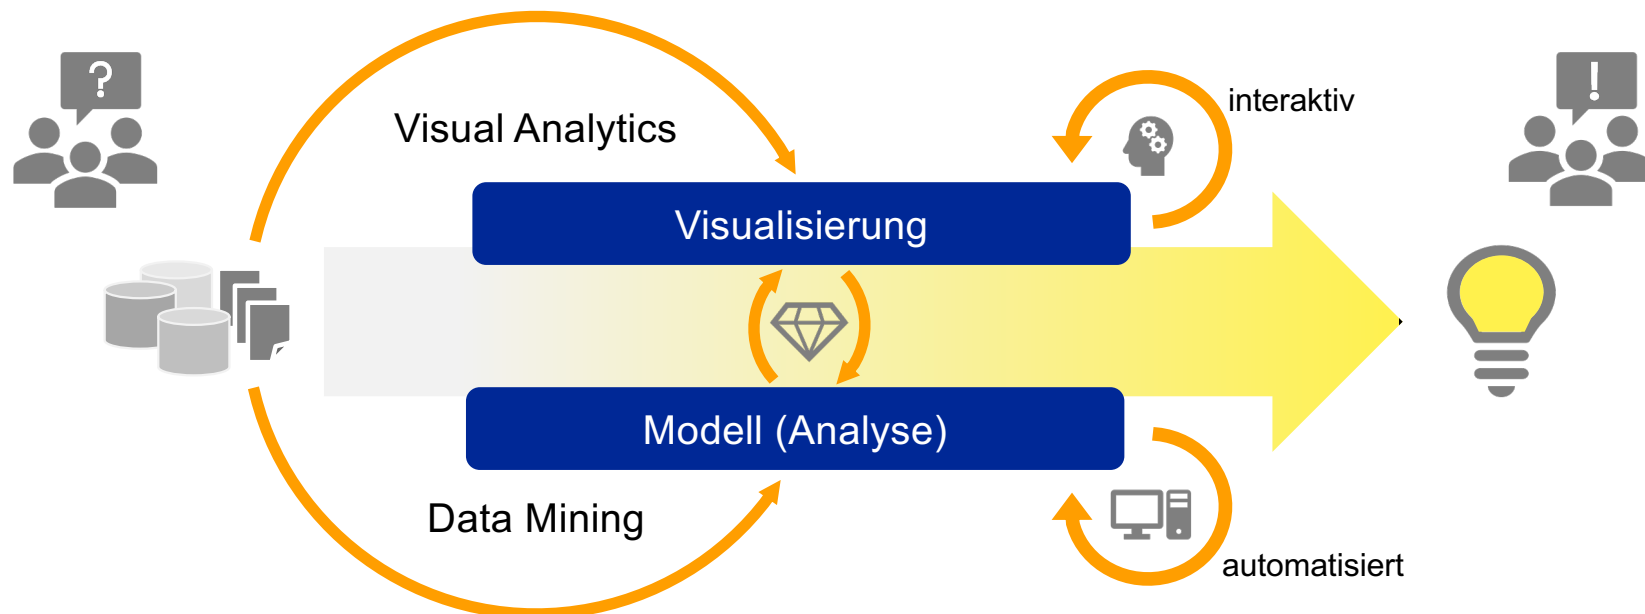 ?
!
interaktiv
Visual Analytics
Visualisierung
Modell (Analyse)
Data Mining
automatisiert